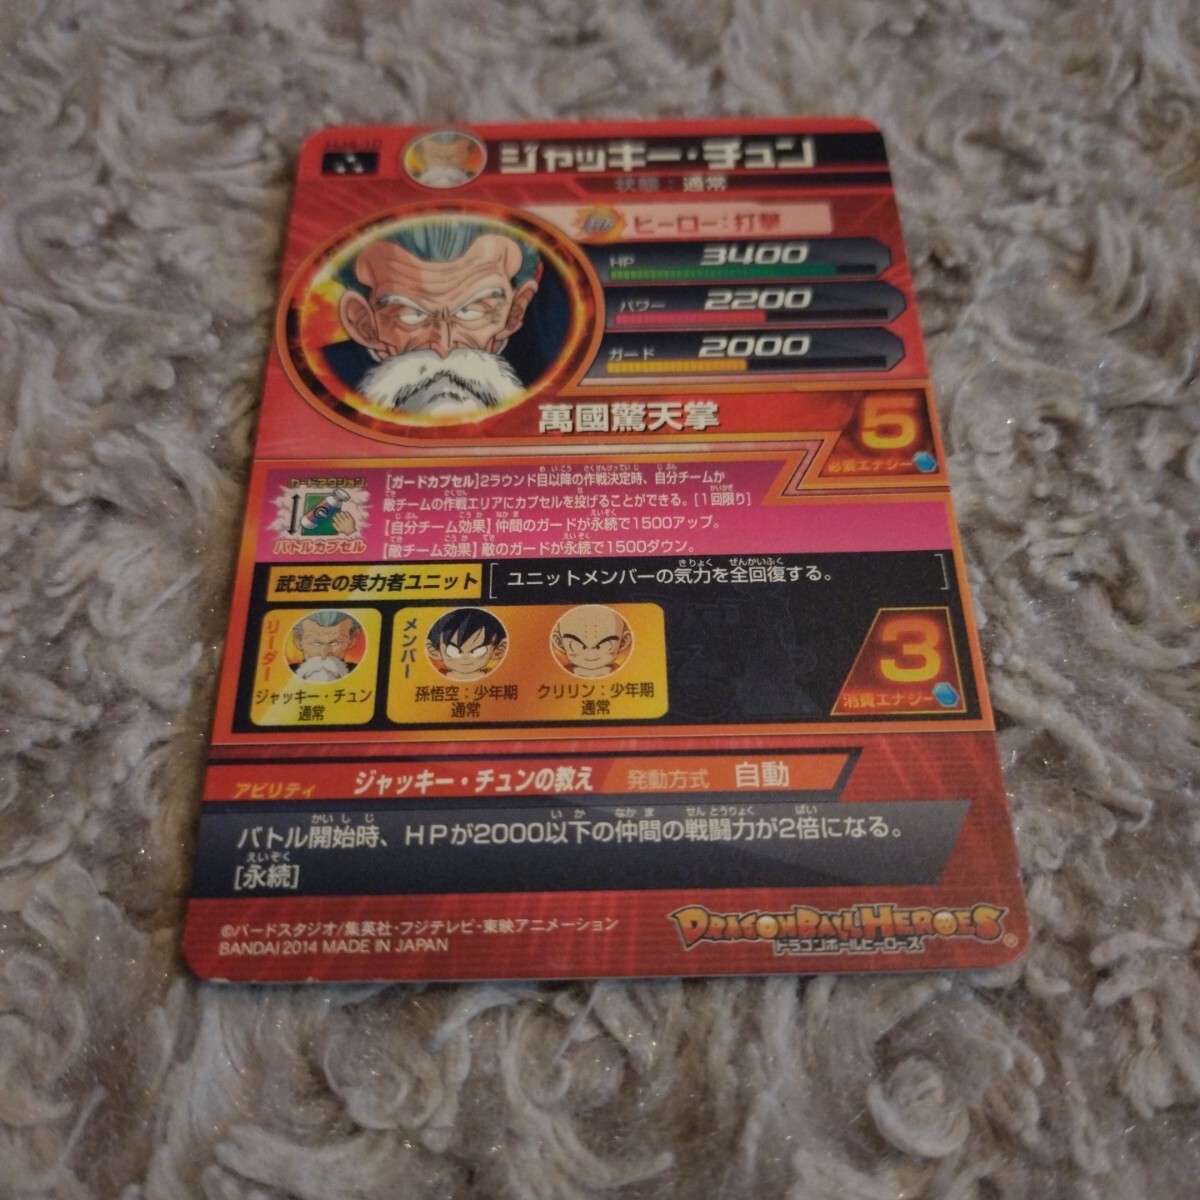 ジャッキー・チュン
状態：通常
ヒーロー：打撃
HP 3400
パワー 2200
ガード 2000
萬國驚天掌
5
必要エナジー
カードアクション
バトルカプセル
[ガードカプセル]2ラウンド目以降の作戦決定時、自分チームが
敵チームの作戦エリアにカプセルを投げることができる。[1回限り]
[自分チーム効果]仲間のガードが永続で1500アップ。
[敵チーム効果]敵のガードが永続で1500ダウン。
武道会の実力者ユニット
ユニットメンバーの気力を全回復する。
リーダー
ジャッキー・チュン
通常
メンバー
孫悟空：少年期
通常
クリリン：少年期
通常
3
消費エナジー
アビリティ ジャッキー・チュンの教え 発動方式 自動
バトル開始時、HPが2000以下の仲間の戦闘力が2倍になる。
[永続]
©バードスタジオ/集英社・フジテレビ・東映アニメーション
BANDAI 2014 MADE IN JAPAN
DRAGONBALL HEROES
ドラゴンボールヒーローズ